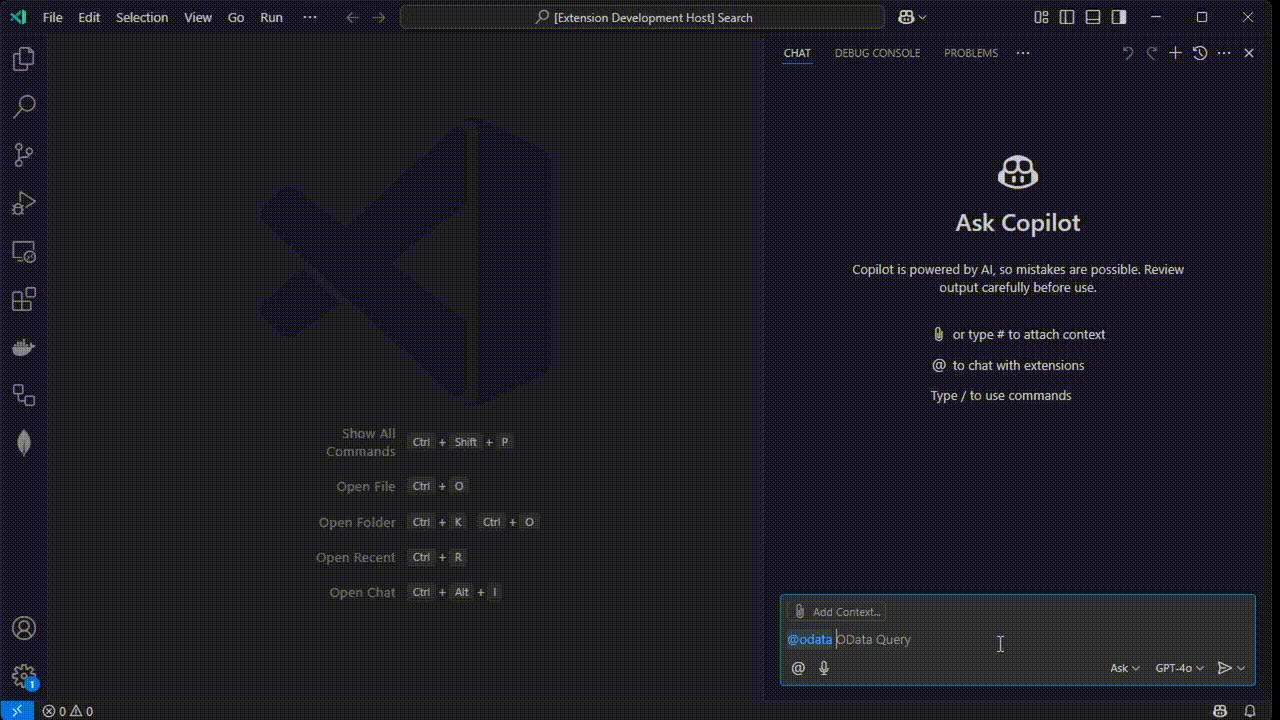 File Edit Selection View Go Run ···
[Extension Development Host] Search
CHAT DEBUG CONSOLE PROBLEMS ···
Ask Copilot
Copilot is powered by AI, so mistakes are possible. Review
output carefully before use.
or type # to attach context
@ to chat with extensions
Type / to use commands
Show All
Commands
Ctrl + Shift + P
Open File Ctrl + O
Open Folder Ctrl + K Ctrl + O
Open Recent Ctrl + R
Open Chat Ctrl + Alt + I
Add Context...
@odata OData Query
@ Ask GPT-4o
1
0 0